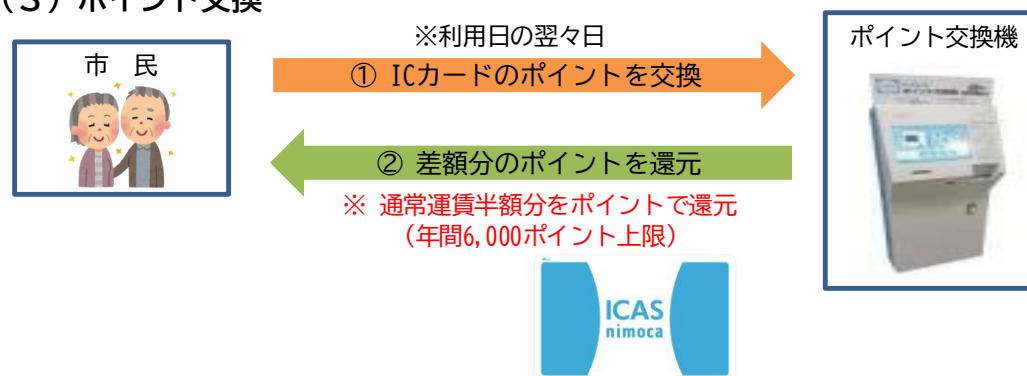 (3)ポイント交換
※利用日の翌々日
ポイント交換機
市 民
① ICカードのポイントを交換
② 差額分のポイントを還元
※ 通常運賃半額分をポイントで還元
(年間6,000ポイント上限)
ICAS
nimoca